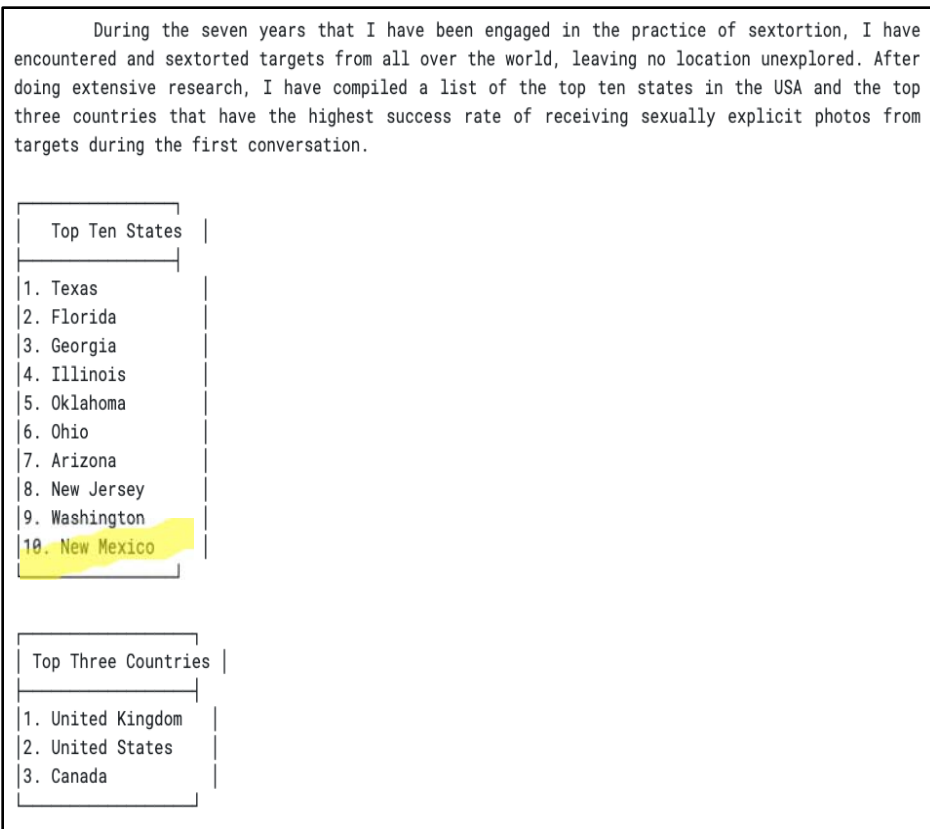 During the seven years that I have been engaged in the practice of sextortion, I have
encountered and sextorted targets from all over the world, leaving no location unexplored. After
doing extensive research, I have compiled a list of the top ten states in the USA and the top
three countries that have the highest success rate of receiving sexually explicit photos from
targets during the first conversation.
Top Ten States
1. Texas
2. Florida
3. Georgia
4. Illinois
5. Oklahoma
6. Ohio
7. Arizona
8. New Jersey
9. Washington
10. New Mexico
Top Three Countries
1. United Kingdom
2. United States
3. Canada